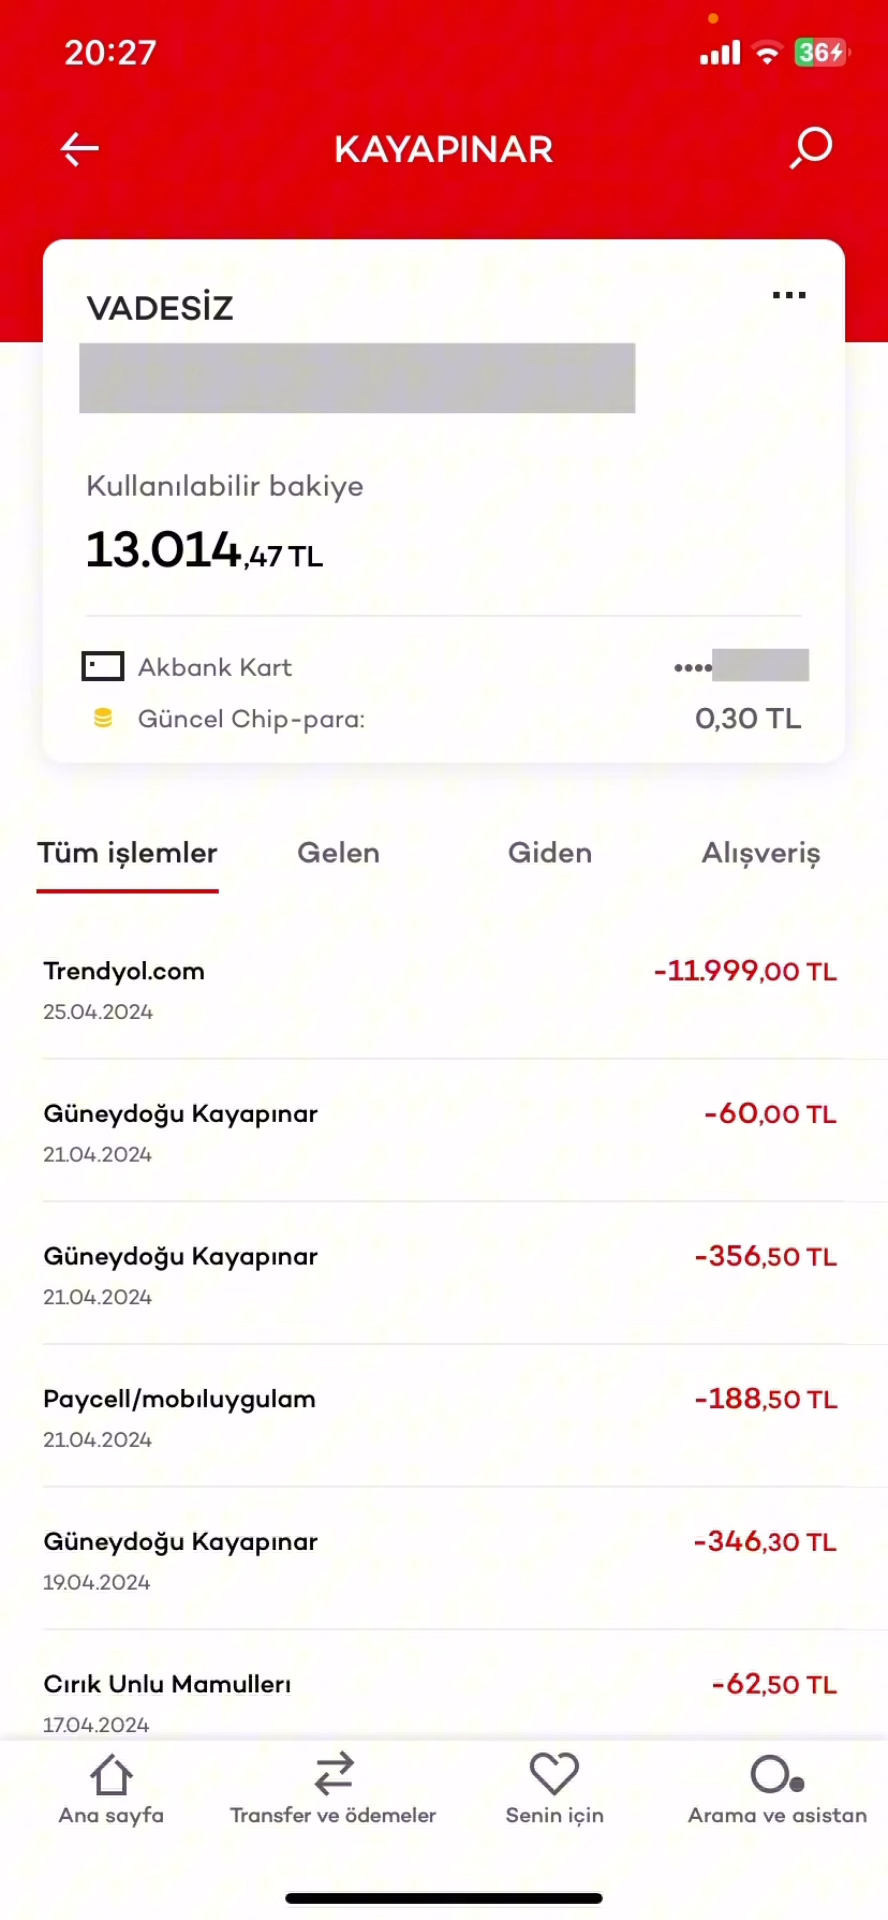 20:27
36
KAYAPINAR
VADESİZ
Kullanılabilir bakiye
13.014,47 TL
Akbank Kart ••••
Güncel Chip-para: 0,30 TL
Tüm işlemler Gelen Giden Alışveriş
Trendyol.com -11.999,00 TL
25.04.2024
Güneydoğu Kayapınar -60,00 TL
21.04.2024
Güneydoğu Kayapınar -356,50 TL
21.04.2024
Paycell/mobıluygulam -188,50 TL
21.04.2024
Güneydoğu Kayapınar -346,30 TL
19.04.2024
Cırık Unlu Mamullerı -62,50 TL
17.04.2024
Ana sayfa Transfer ve ödemeler Senin için Arama ve asistan